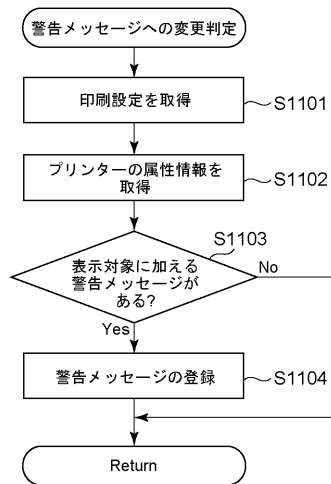 警告メッセージへの変更判定
印刷設定を取得
S1101
プリンターの属性情報を
取得
S1102
S1103
表示対象に加える
警告メッセージが
ある?
No
Yes
警告メッセージの登録
S1104
Return